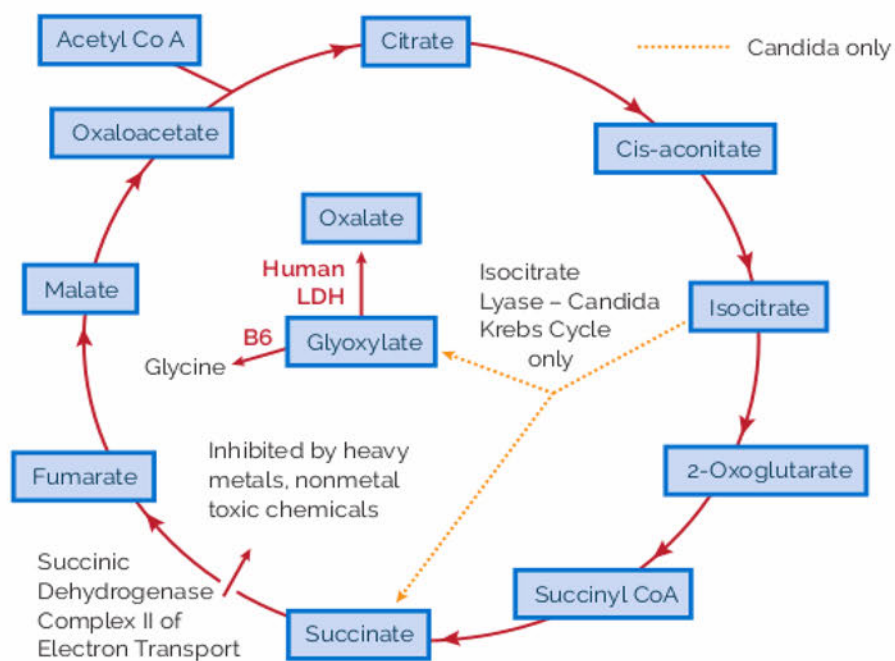 Acetyl Co A
Citrate
Candida only
Oxaloacetate
Cis-aconitate
Oxalate
Human
LDH
Isocitrate
Lyase – Candida
Krebs Cycle
only
Malate
Isocitrate
B6
Glyoxylate
Glycine
Inhibited by heavy
metals, nonmetal
toxic chemicals
Fumarate
2-Oxoglutarate
Succinic
Dehydrogenase
Complex II of
Electron Transport
Succinyl CoA
Succinate